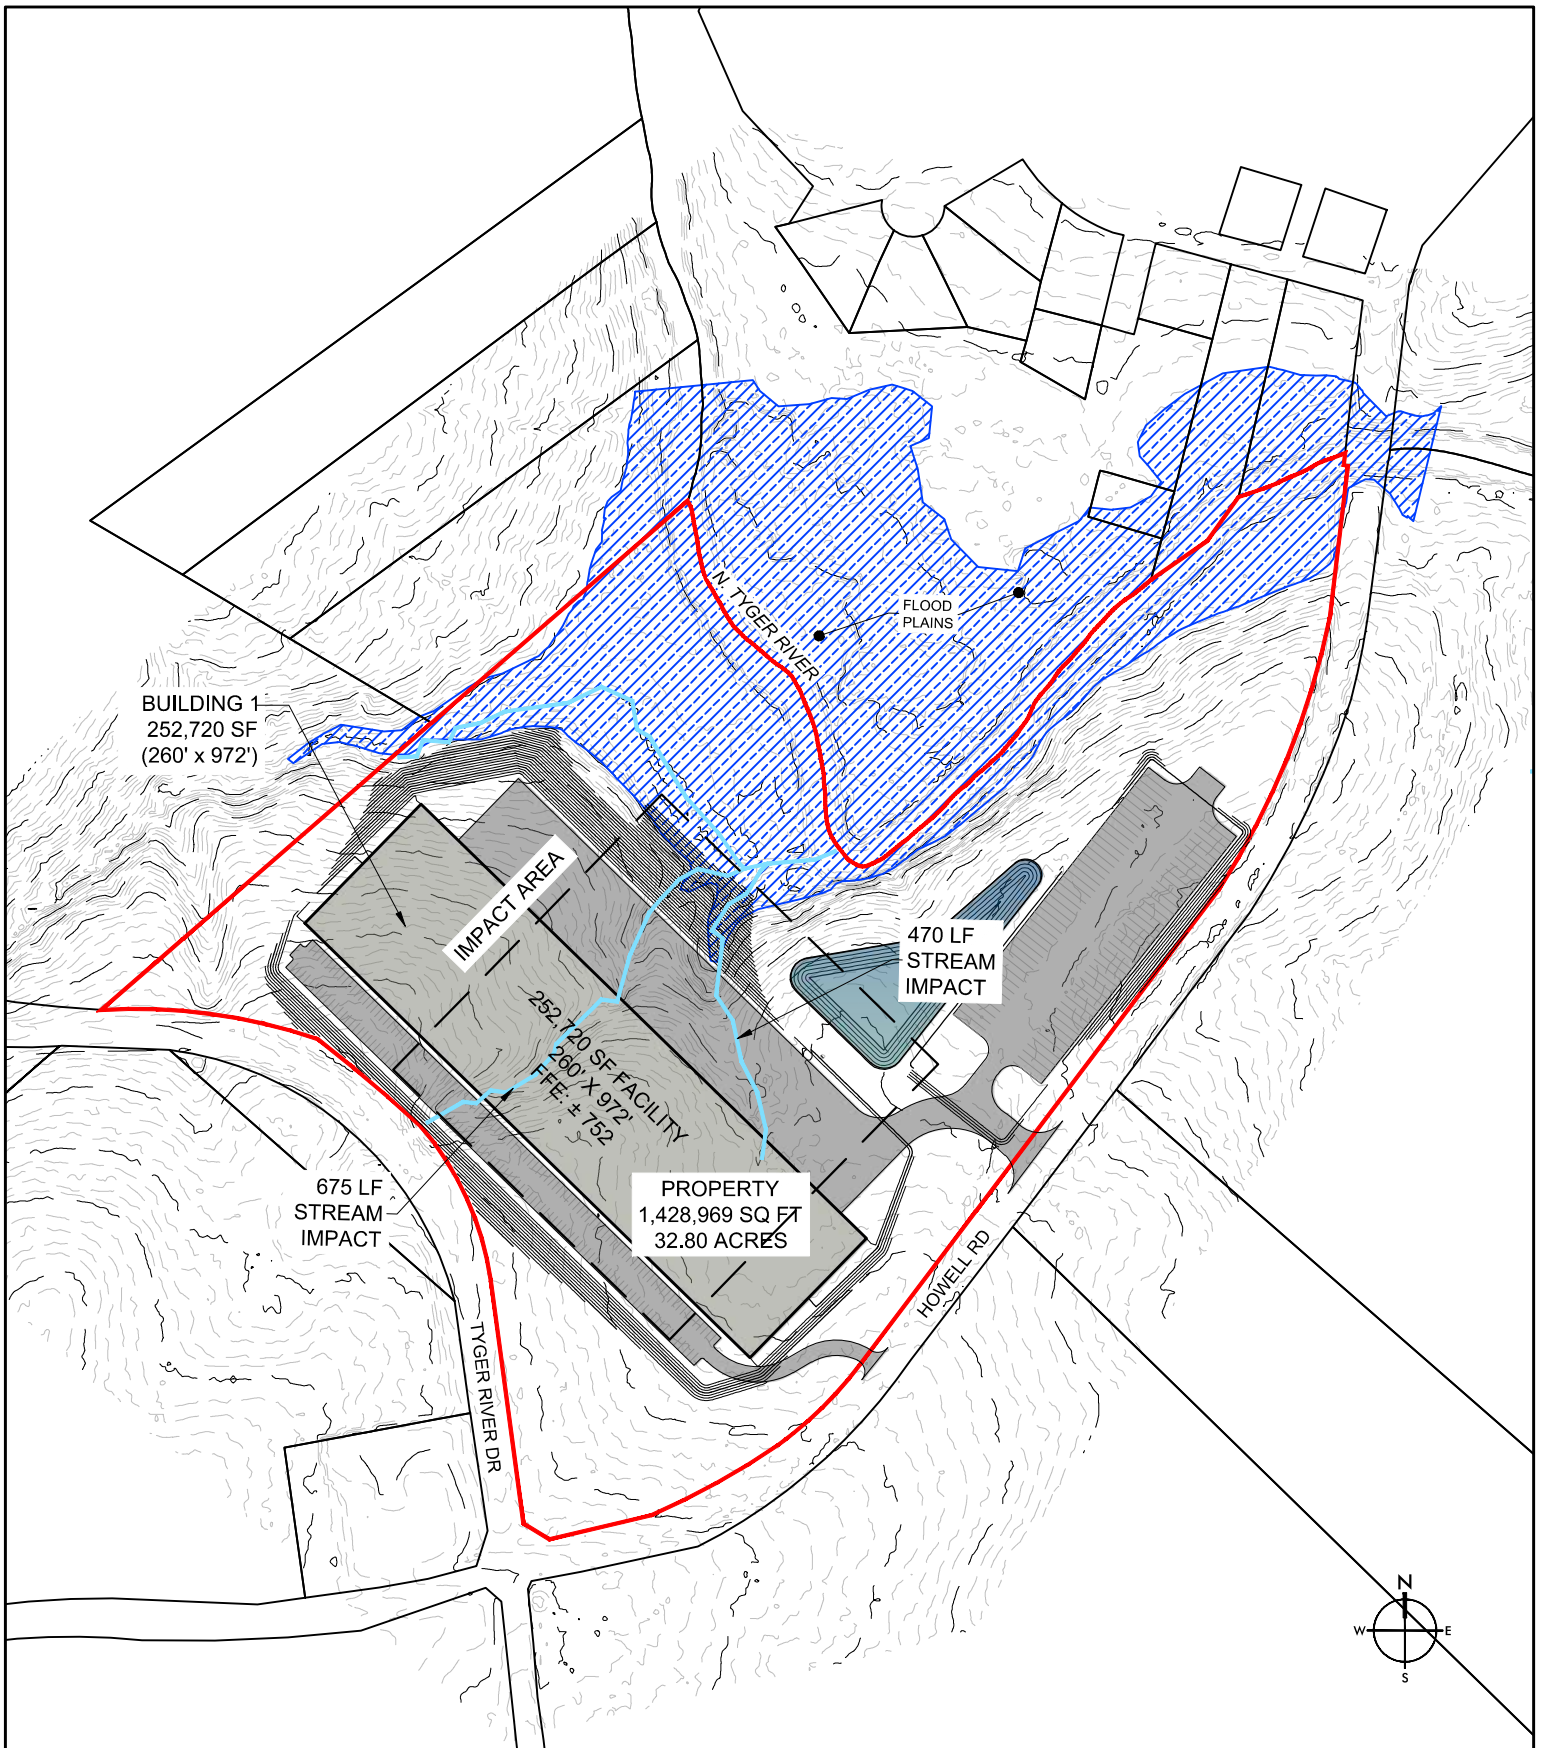 N. TYGER RIVER
FLOOD
PLAINS
BUILDING 1
252,720 SF
(260' x 972')
IMPACT AREA
470 LF
STREAM
IMPACT
252,720 SF FACILITY
260' X 972'
FFE: ± 752
675 LF
STREAM
IMPACT
PROPERTY
1,428,969 SQ FT
32.80 ACRES
HOWELL RD
TYGER RIVER DR
N
W
E
S